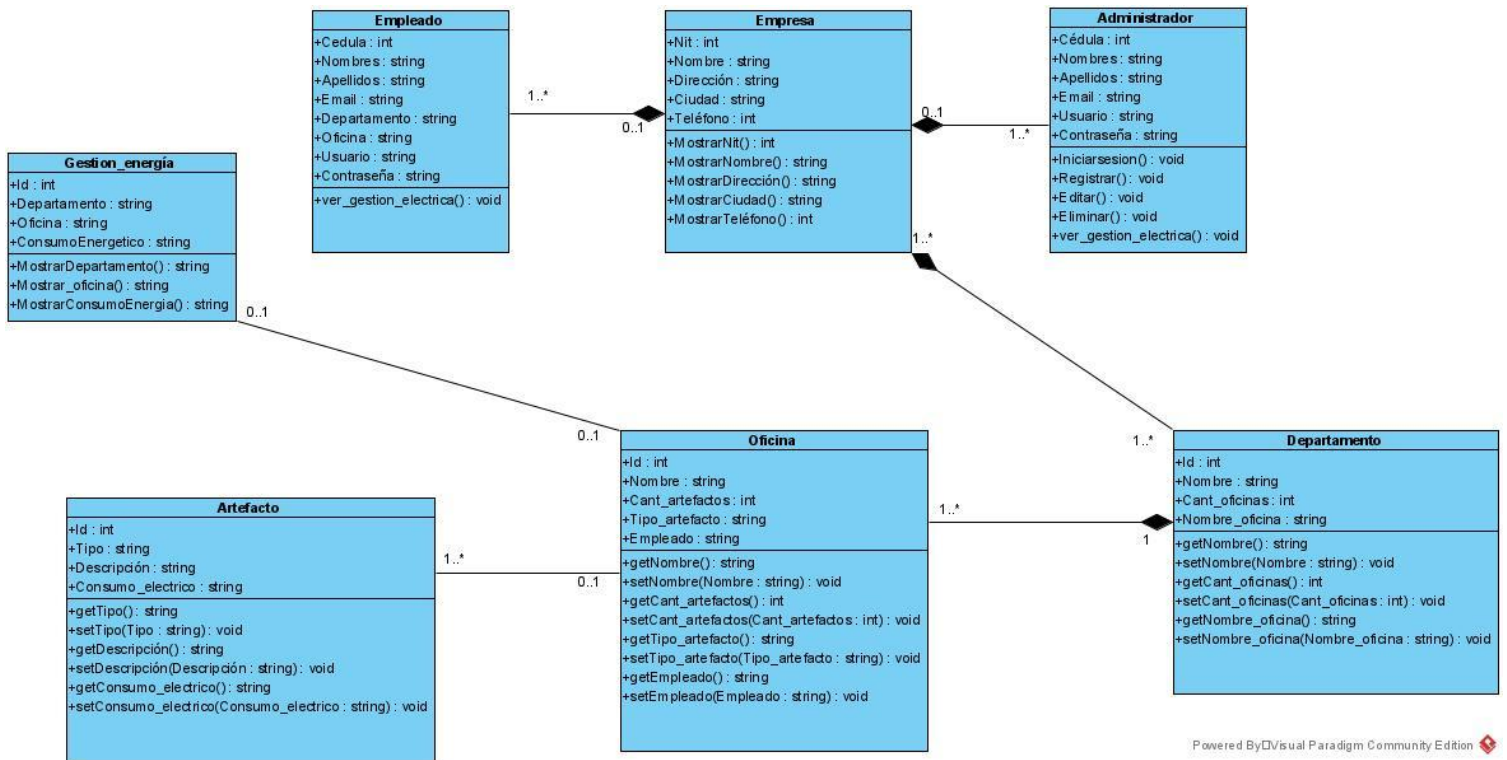 Empleado
+Cedula : int
+Nombres : string
+Apellidos : string
+Email : string
+Departamento : string
+Oficina : string
+Usuario : string
+Contraseña : string
+ver_gestion_electrica() : void
1..*
0..1
Empresa
+Nit : int
+Nombre : string
+Dirección : string
+Ciudad : string
+Teléfono : int
+MostrarNit() : int
+MostrarNombre() : string
+MostrarDirección() : string
+MostrarCiudad() : string
+MostrarTeléfono() : int
0..1
1..*
1..*
Administrador
+Cédula : int
+Nombres : string
+Apellidos : string
+Email : string
+Usuario : string
+Contraseña : string
+Iniciarsesion() : void
+Registrar() : void
+Editar() : void
+Eliminar() : void
+ver_gestion_electrica() : void
Gestion_energía
+Id : int
+Departamento : string
+Oficina : string
+ConsumoEnergetico : string
+MostrarDepartamento() : string
+Mostrar_oficina() : string
+MostrarConsumoEnergia() : string
0..1
0..1
1..*
Artefacto
+Id : int
+Tipo : string
+Descripción : string
+Consumo_electrico : string
+getTipo() : string
+setTipo(Tipo : string) : void
+getDescripción() : string
+setDescripción(Descripción : string) : void
+getConsumo_electrico() : string
+setConsumo_electrico(Consumo_electrico : string) : void
1..*
0..1
Oficina
+Id : int
+Nombre : string
+Cant_artefactos : int
+Tipo_artefacto : string
+Empleado : string
+getNombre() : string
+setNombre(Nombre : string) : void
+getCant_artefactos() : int
+setCant_artefactos(Cant_artefactos : int) : void
+getTipo_artefacto() : string
+setTipo_artefacto(Tipo_artefacto : string) : void
+getEmpleado() : string
+setEmpleado(Empleado : string) : void
1..*
1
Departamento
+Id : int
+Nombre : string
+Cant_oficinas : int
+Nombre_oficina : string
+getNombre() : string
+setNombre(Nombre : string) : void
+getCant_oficinas() : int
+setCant_oficinas(Cant_oficinas : int) : void
+getNombre_oficina() : string
+setNombre_oficina(Nombre_oficina : string) : void
Powered By□Visual Paradigm Community Edition